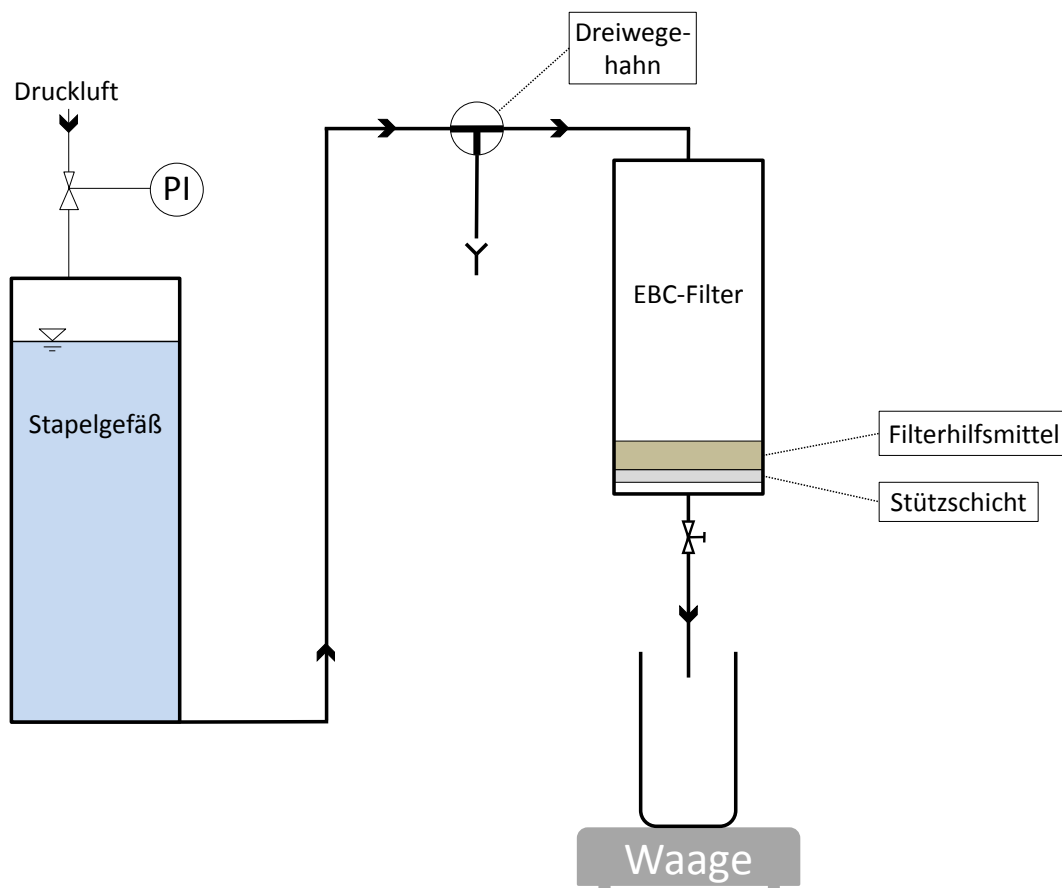 Dreiwege-
hahn
Druckluft
PI
EBC-Filter
Stapelgefäß
Filterhilfsmittel
Stützschicht
Waage